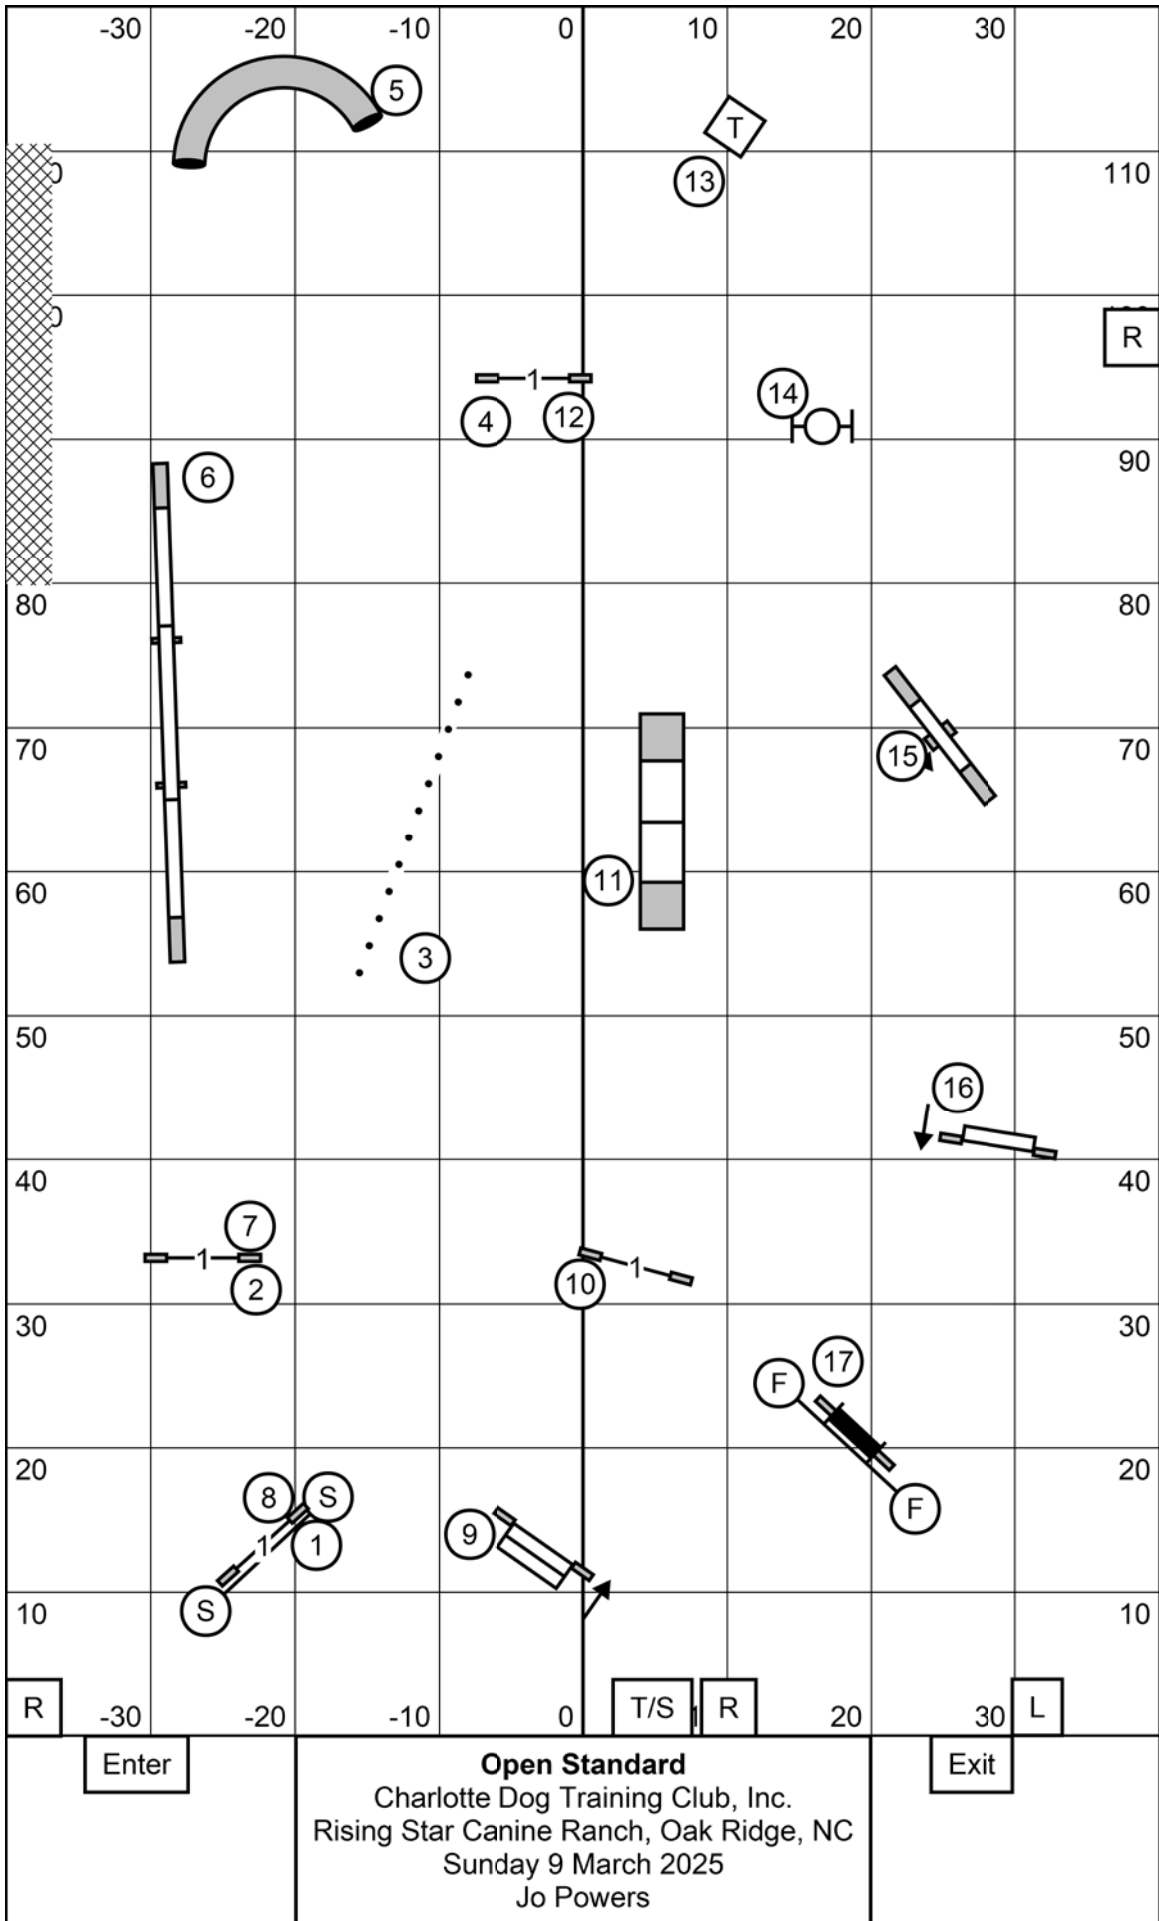 -30 -20 -10 0 10 20 30
5
T
0 13 110
0
R
1
14
4 12
90
6
80 80
70 15 70
60 11 60
3
50 50
16
40 40
7
1
2 10 1
30 30
17
F
20 20
8 S
9 F
1 1
S
10 10
R -30 -20 -10 0 T/S 1 R 20 30 L
Enter Open Standard Exit
Charlotte Dog Training Club, Inc.
Rising Star Canine Ranch, Oak Ridge, NC
Sunday 9 March 2025
Jo Powers